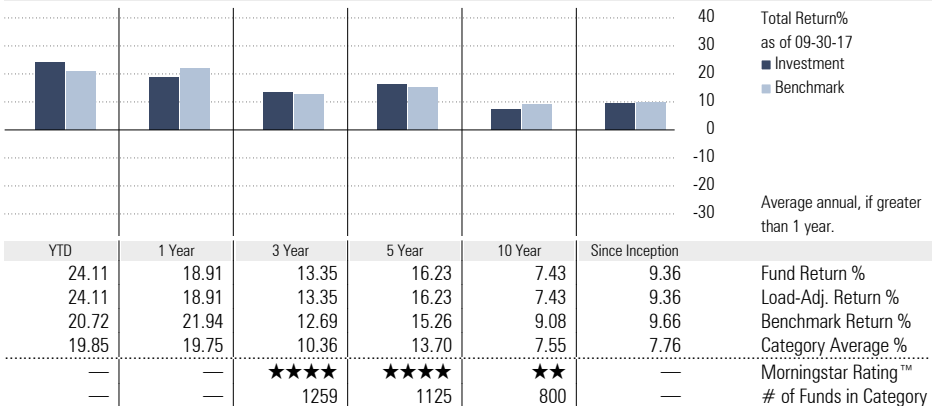 40
30
20
10
0
-10
-20
-30
Total Return%
as of 09-30-17
Investment
Benchmark
Average annual, if greater
than 1 year.
YTD 1 Year 3 Year 5 Year 10 Year Since Inception
24.11 18.91 13.35 16.23 7.43 9.36 Fund Return %
24.11 18.91 13.35 16.23 7.43 9.36 Load-Adj. Return %
20.72 21.94 12.69 15.26 9.08 9.66 Benchmark Return %
19.85 19.75 10.36 13.70 7.55 7.76 Category Average %
— — ★★★★ ★★★★ ★★ — Morningstar Rating™
— — 1259 1125 800 — # of Funds in Category